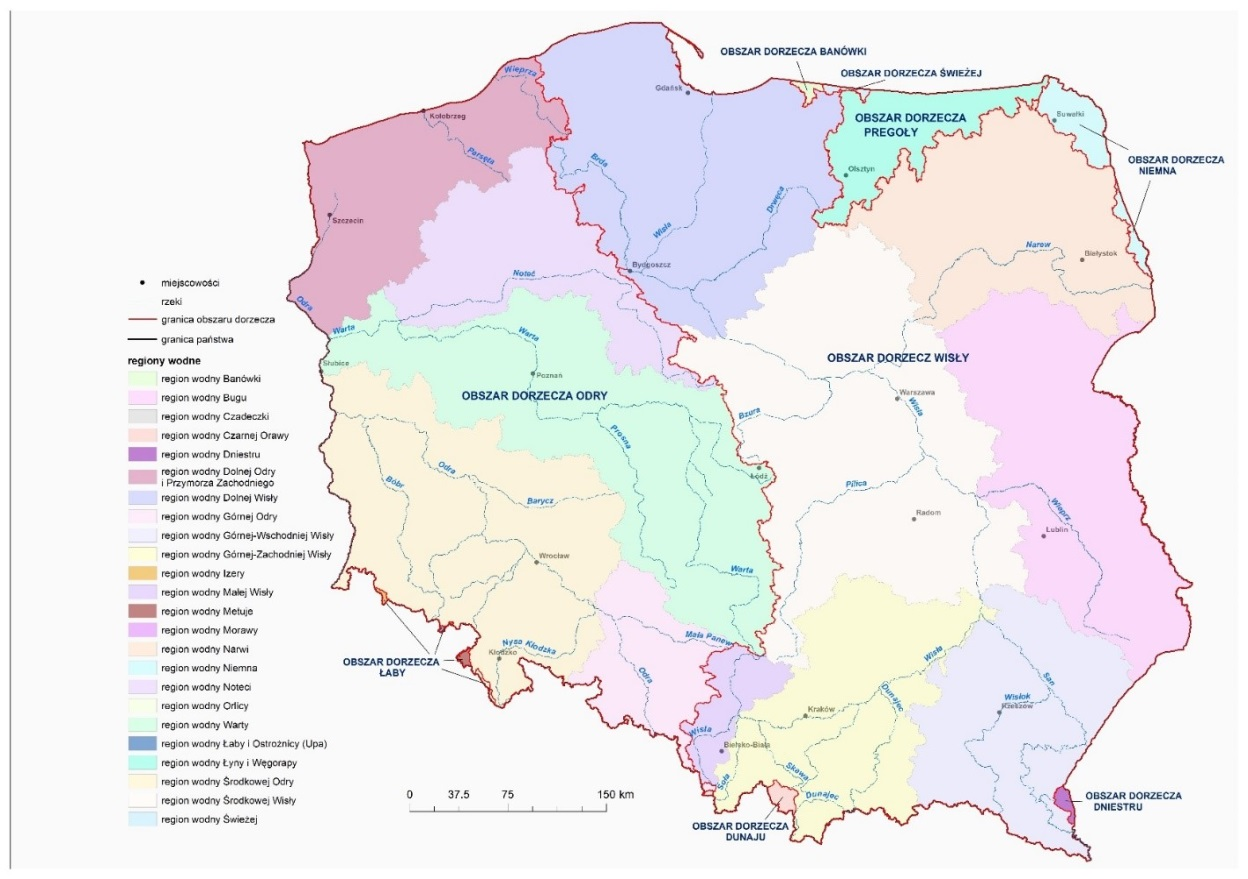 OBSZAR DORZECZA BANÓWKI
OBSZAR DORZECZA ŚWIEŻEJ
Wieprza
Gdańsk
Kołobrzeg
OBSZAR DORZECZA
PREGOŁY
Suwałki
Parsęta
Brda
OBSZAR DORZECZA
NIEMNA
Olsztyn
Drwęca
Szczecin
Wisła
Narew
Białystok
Bydgoszcz
Noteć
Odra
Warta
Warta
Słubice
Poznań
OBSZAR DORZECZ WISŁY
OBSZAR DORZECZA ODRY
Warszawa
Wisła
Bzura
Prosna
Łódź
Odra
Bóbr
Barycz
Pilica
Radom
Wieprz
Lublin
Wrocław
Warta
Mała Panew
Nysa Kłodzka
Kłodzko
OBSZAR DORZECZA
ŁABY
Odra
Wisła
Dunajec
San
Wisłok
Rzeszów
Kraków
Wisła
Bielsko-Biała
Soła
Skawa
Dunajec
OBSZAR DORZECZA
DNIESTRU
OBSZAR DORZECZA
DUNAJU
miejscowości
rzeki
granica obszaru dorzecza
granica państwa
regiony wodne
region wodny Banówki
region wodny Bugu
region wodny Czadeczki
region wodny Czarnej Orawy
region wodny Dniestru
region wodny Dolnej Odry
i Przymorza Zachodniego
region wodny Dolnej Wisły
region wodny Górnej Odry
region wodny Górnej-Wschodniej Wisły
region wodny Górnej-Zachodniej Wisły
region wodny Izery
region wodny Małej Wisły
region wodny Metuje
region wodny Morawy
region wodny Narwi
region wodny Niemna
region wodny Noteci
region wodny Orlicy
region wodny Warty
region wodny Łaby i Ostrożnicy (Upa)
region wodny Łyny i Węgorapy
region wodny Środkowej Odry
region wodny Środkowej Wisły
region wodny Świeżej
0 37.5 75 150 km